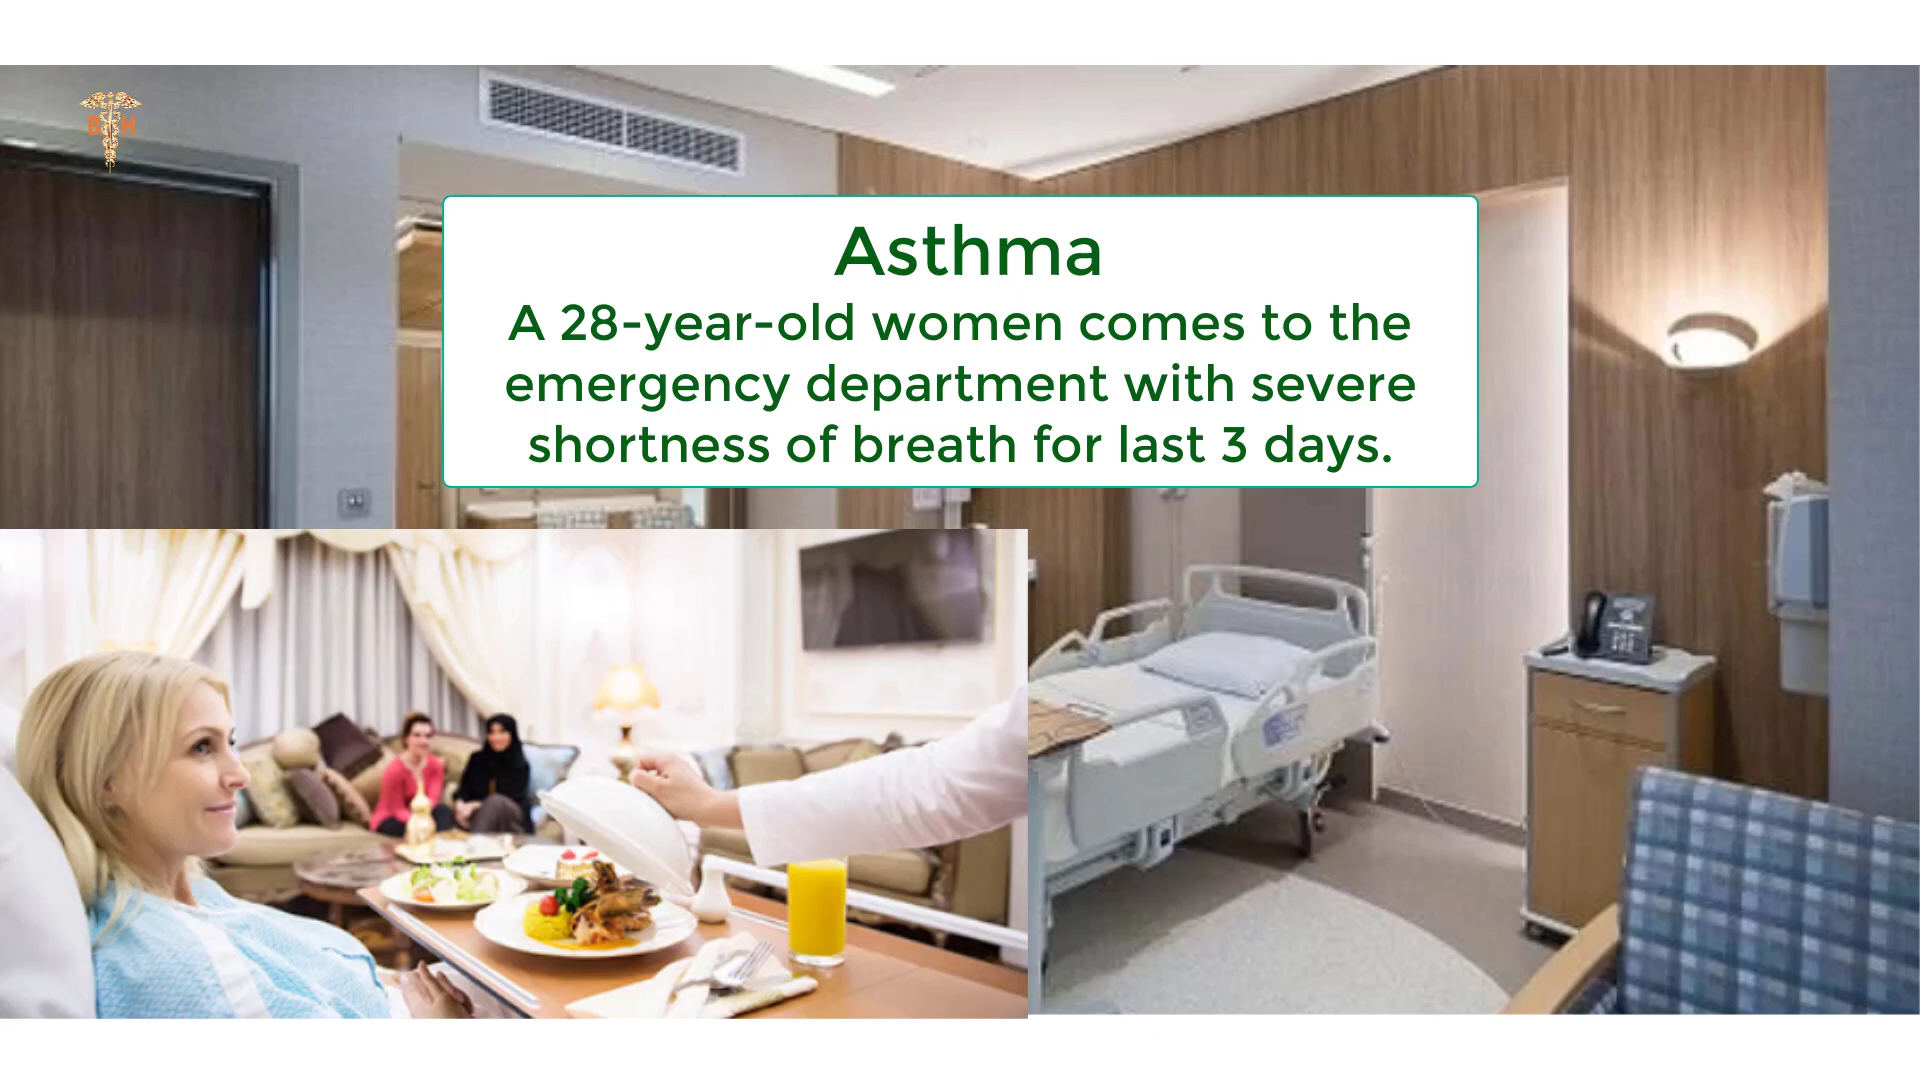 B H
Asthma
A 28-year-old women comes to the
emergency department with severe
shortness of breath for last 3 days.